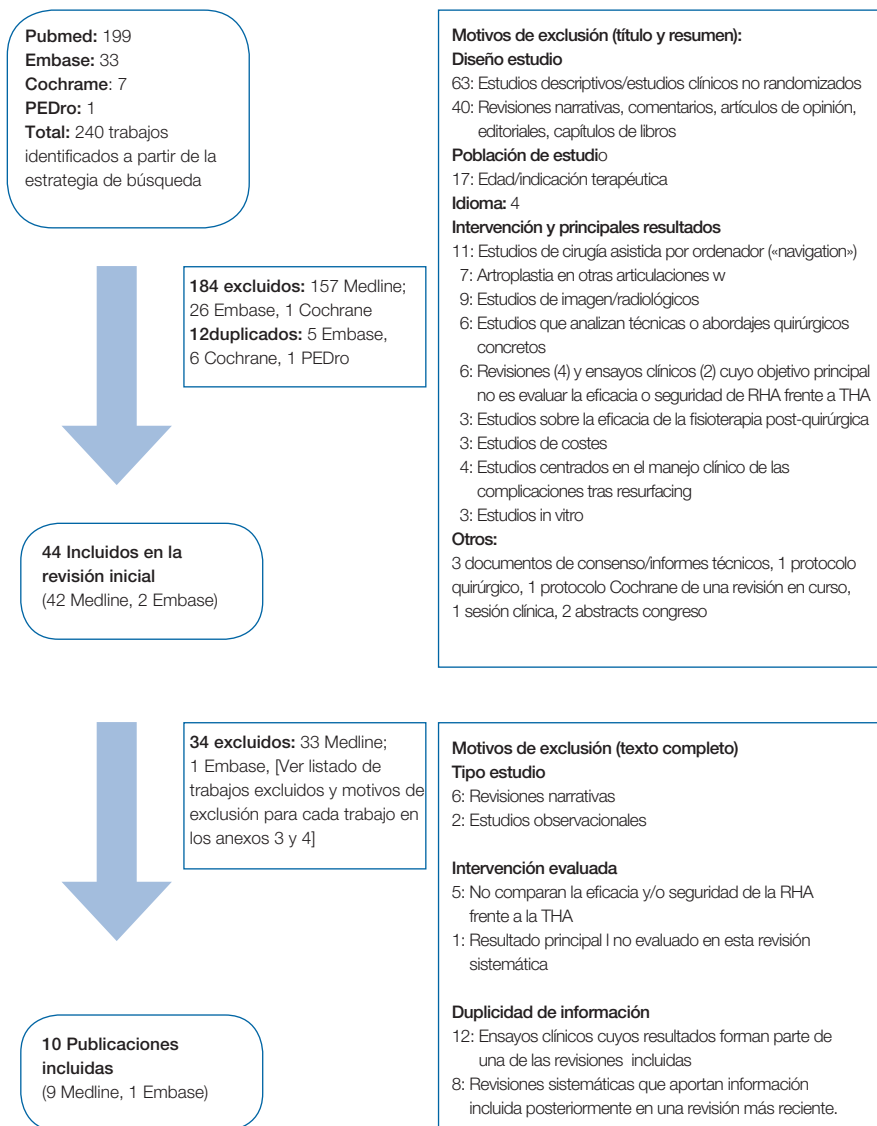 Pubmed: 199
Embase: 33
Cochrame: 7
PEDro: 1
Total: 240 trabajos
identificados a partir de la
estrategia de búsqueda
Motivos de exclusión (título y resumen):
Diseño estudio
63: Estudios descriptivos/estudios clínicos no randomizados
40: Revisiones narrativas, comentarios, artículos de opinión,
editoriales, capítulos de libros
Población de estudio
17: Edad/indicación terapéutica
Idioma: 4
Intervención y principales resultados
11: Estudios de cirugía asistida por ordenador («navigation»)
7: Artroplastia en otras articulaciones w
9: Estudios de imagen/radiológicos
6: Estudios que analizan técnicas o abordajes quirúrgicos
concretos
6: Revisiones (4) y ensayos clínicos (2) cuyo objetivo principal
no es evaluar la eficacia o seguridad de RHA frente a THA
3: Estudios sobre la eficacia de la fisioterapia post-quirúrgica
3: Estudios de costes
4: Estudios centrados en el manejo clínico de las
complicaciones tras resurfacing
3: Estudios in vitro
Otros:
3 documentos de consenso/informes técnicos, 1 protocolo
quirúrgico, 1 protocolo Cochrane de una revisión en curso,
1 sesión clínica, 2 abstracts congreso
184 excluidos: 157 Medline;
26 Embase, 1 Cochrane
12duplicados: 5 Embase,
6 Cochrane, 1 PEDro
44 Incluidos en la
revisión inicial
(42 Medline, 2 Embase)
34 excluidos: 33 Medline;
1 Embase, [Ver listado de
trabajos excluidos y motivos de
exclusión para cada trabajo en
los anexos 3 y 4]
Motivos de exclusión (texto completo)
Tipo estudio
6: Revisiones narrativas
2: Estudios observacionales
Intervención evaluada
5: No comparan la eficacia y/o seguridad de la RHA
frente a la THA
1: Resultado principal l no evaluado en esta revisión
sistemática
Duplicidad de información
12: Ensayos clínicos cuyos resultados forman parte de
una de las revisiones incluidas
8: Revisiones sistemáticas que aportan información
incluida posteriormente en una revisión más reciente.
10 Publicaciones
incluidas
(9 Medline, 1 Embase)